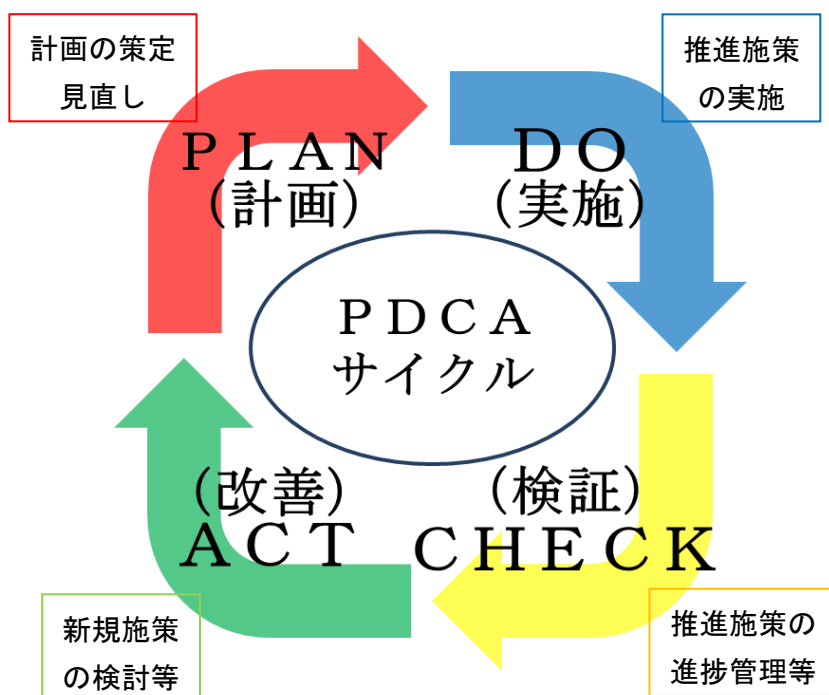 計画の策定
見直し
推進施策
の実施
ＰＬＡＮ
（計画）
ＤＯ
（実施）
ＰＤＣＡ
サイクル
（改善）
ＡＣＴ
（検証）
ＣＨＥＣＫ
新規施策
の検討等
推進施策の
進捗管理等